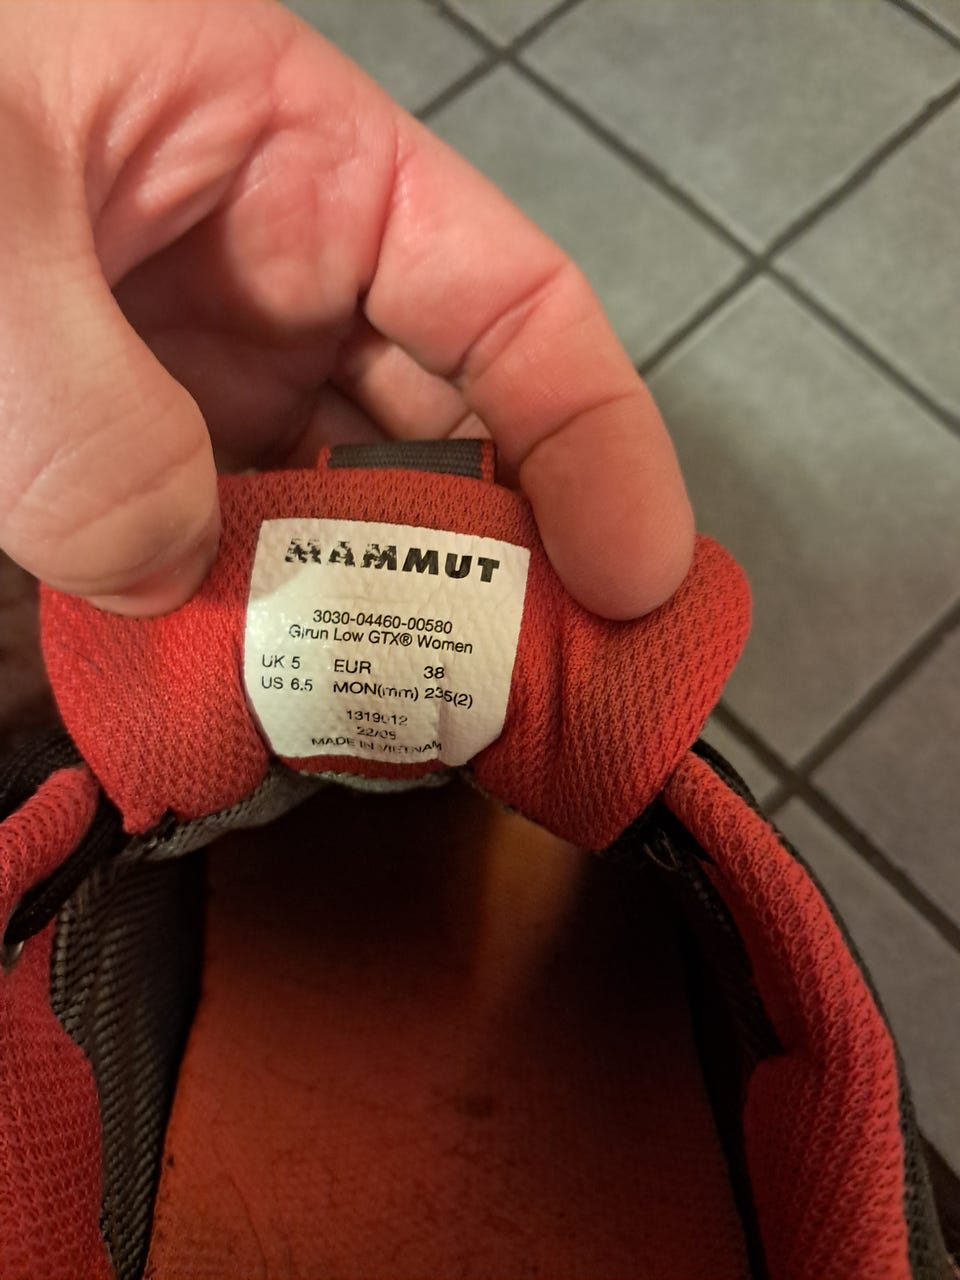 MAMMUT
3030-04460-00580
Girun Low GTX® Women
UK 5 EUR 38
US 6.5 MON(mm) 235(2)
1319012
22/05
MADE IN VIETNAM